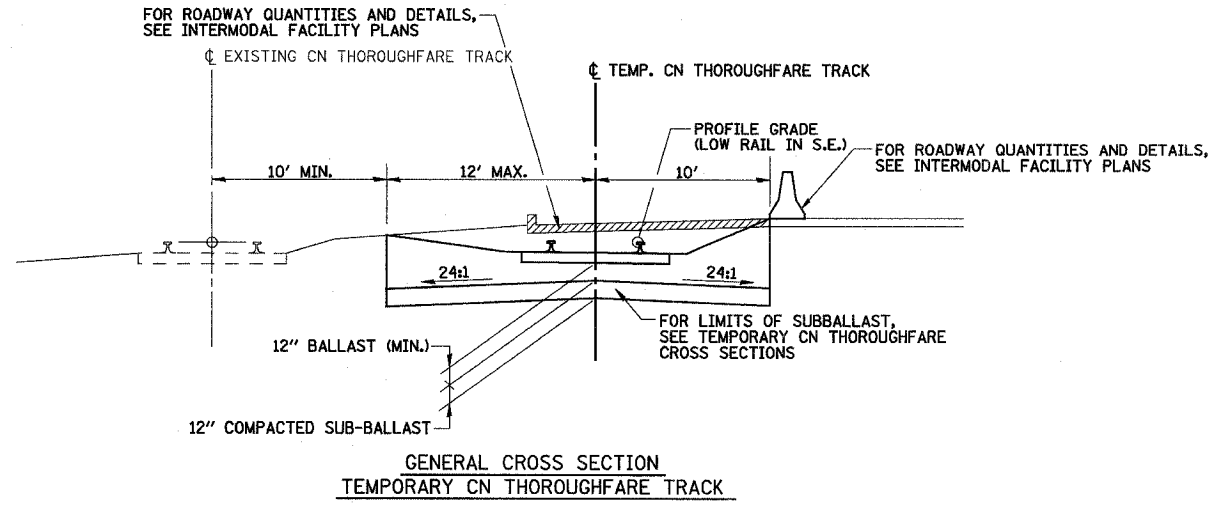 FOR ROADWAY QUANTITIES AND DETAILS,
SEE INTERMODAL FACILITY PLANS
℄ EXISTING CN THOROUGHFARE TRACK
℄ TEMP. CN THOROUGHFARE TRACK
PROFILE GRADE
(LOW RAIL IN S.E.)
FOR ROADWAY QUANTITIES AND DETAILS,
SEE INTERMODAL FACILITY PLANS
10' MIN.
12' MAX.
10'
24:1
24:1
FOR LIMITS OF SUBBALLAST,
SEE TEMPORARY CN THOROUGHFARE
CROSS SECTIONS
12" BALLAST (MIN.)
12" COMPACTED SUB-BALLAST
GENERAL CROSS SECTION
TEMPORARY CN THOROUGHFARE TRACK